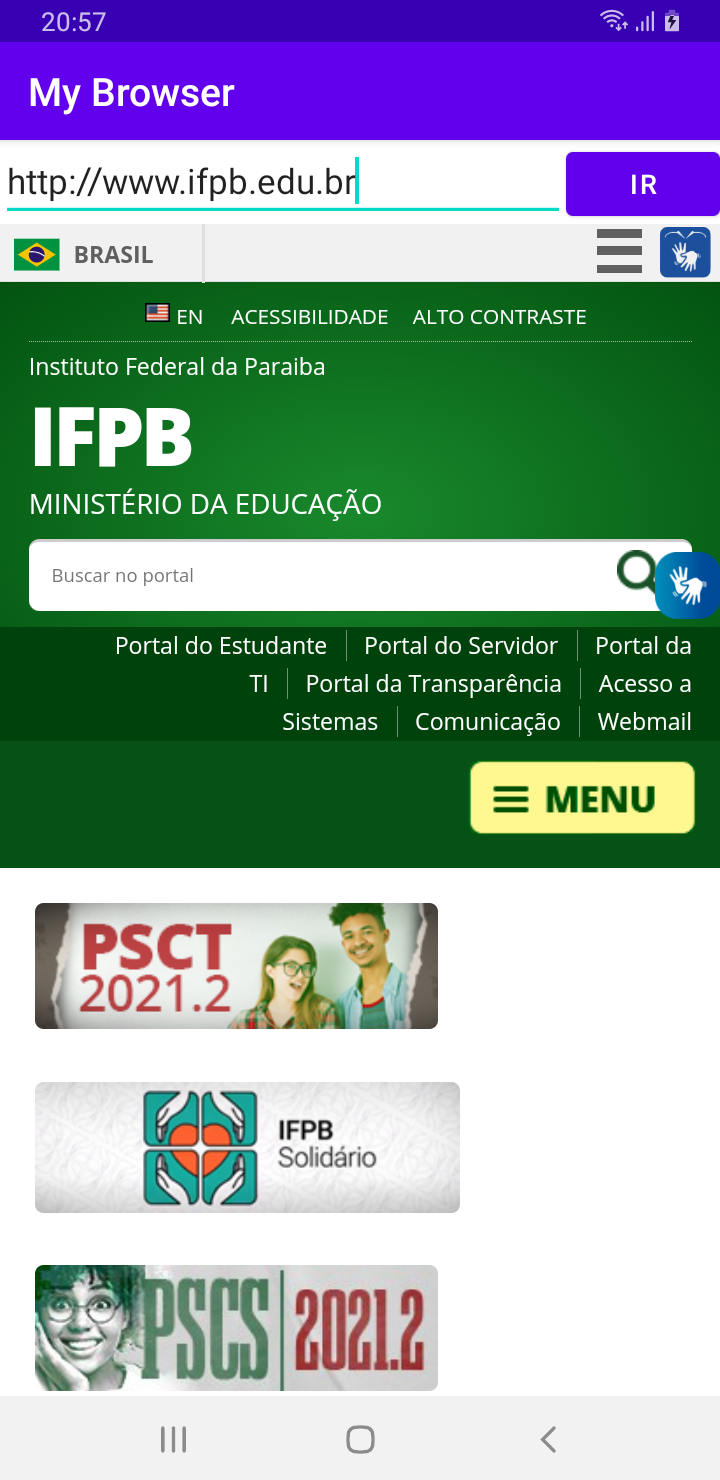 20:57
My Browser
http://www.ifpb.edu.br
IR
BRASIL
EN ACESSIBILIDADE ALTO CONTRASTE
Instituto Federal da Paraiba
IFPB
MINISTÉRIO DA EDUCAÇÃO
Buscar no portal
Portal do Estudante Portal do Servidor Portal da
TI Portal da Transparência Acesso a
Sistemas Comunicação Webmail
MENU
PSCT
2021.2
IFPB
Solidário
PSCS 2021.2